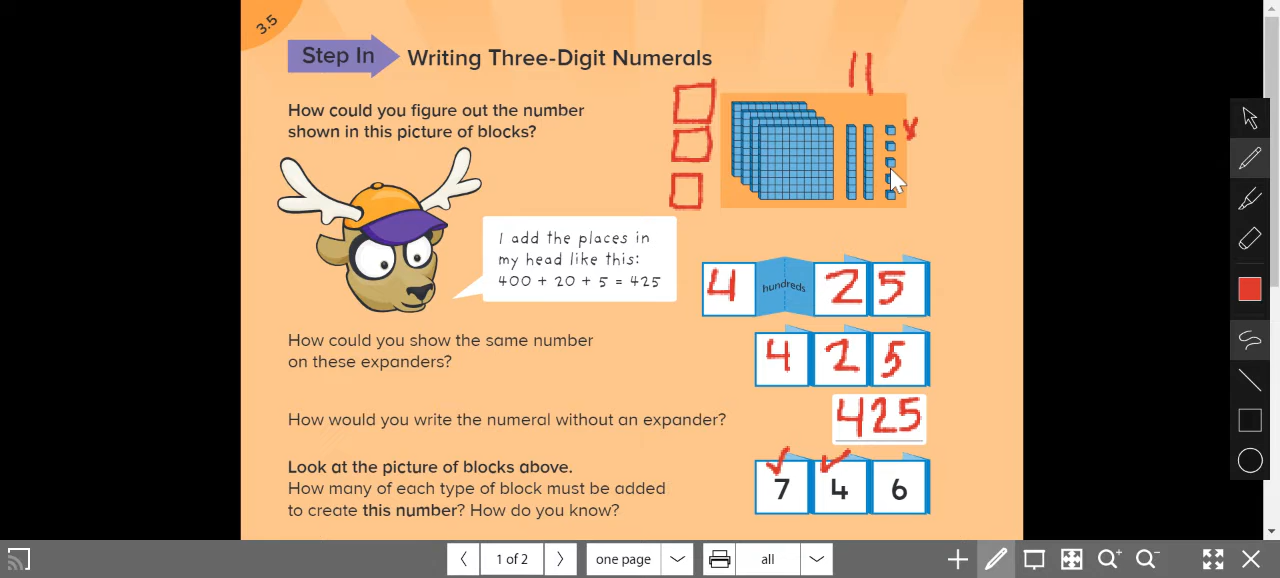 3.5
Step In
Writing Three-Digit Numerals
How could you figure out the number
shown in this picture of blocks?
I add the places in
my head like this:
400 + 20 + 5 = 425
4 hundreds 2 5
How could you show the same number
on these expanders?
4 2 5
How would you write the numeral without an expander?
425
Look at the picture of blocks above.
How many of each type of block must be added
to create this number? How do you know?
7 4 6
1 of 2
one page
all